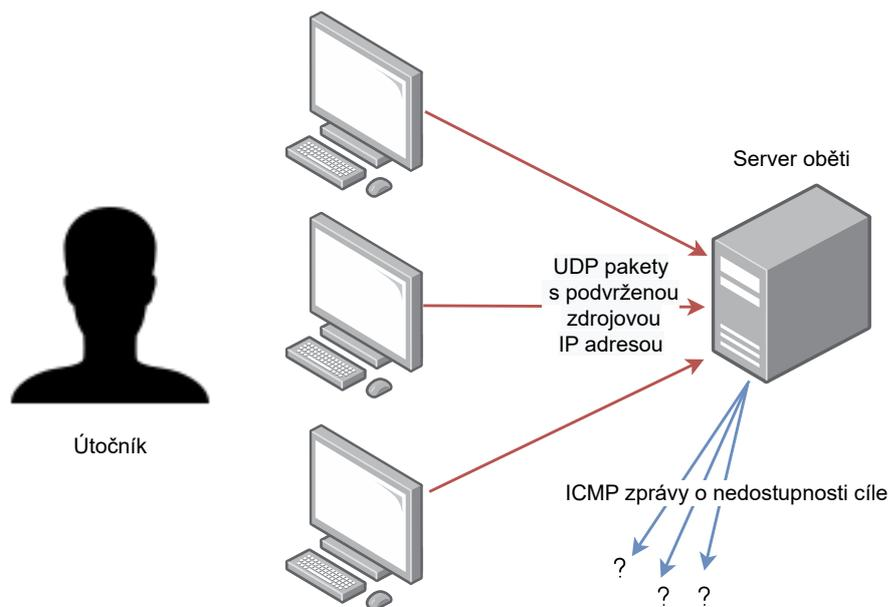 Server oběti
UDP pakety
s podvrženou
zdrojovou
IP adresou
Útočník
ICMP zprávy o nedostupnosti cíle
?
? ?